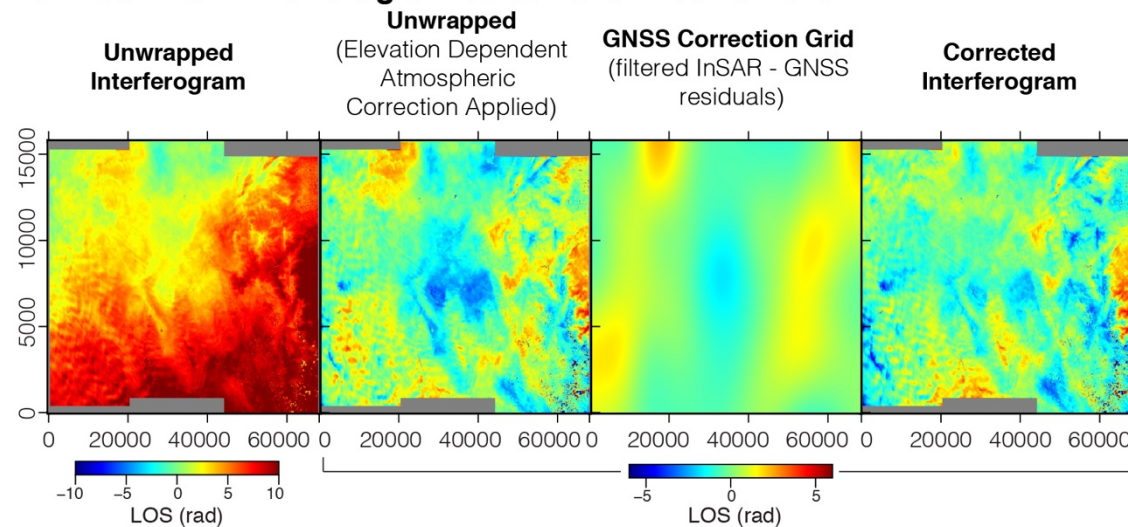 Unwrapped
Interferogram
Unwrapped
(Elevation Dependent
Atmospheric
Correction Applied)
GNSS Correction Grid
(filtered InSAR - GNSS
residuals)
Corrected
Interferogram
15000
10000
5000
0
0 20000 40000 60000 0 20000 40000 60000 0 20000 40000 60000 0 20000 40000 60000
−10 −5 0 5 10
LOS (rad)
−5 0 5
LOS (rad)